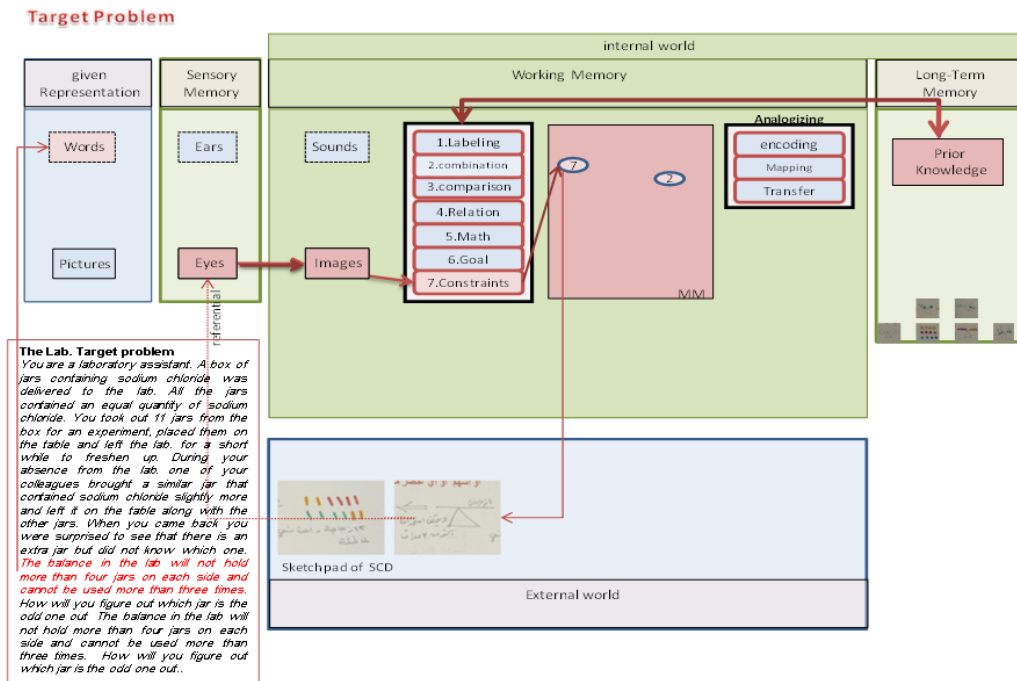 Target Problem
internal world
given
Representation
Sensory
Memory
Working Memory
Long-Term
Memory
Words
Ears
Sounds
1.Labeling
2.combination
3.comparison
4.Relation
5.Math
6.Goal
7.Constraints
7
2
MM
Analogizing
encoding
Mapping
Transfer
Prior
Knowledge
Pictures
Eyes
Images
referential
The Lab. Target problem
You are a laboratory assistant. A box of
jars containing sodium chloride was
delivered to the lab. All the jars
contained an equal quantity of sodium
chloride. You took out 11 jars from the
box for an experiment, placed them on
the table and left the lab. for a short
while to freshen up. During your
absence from the lab. one of your
colleagues brought a similar jar that
contained sodium chloride slightly more
and left it on the table along with the
other jars. When you came back you
were surprised to see that there is an
extra jar but did not know which one.
The balance in the lab will not hold
more than four jars on each side and
cannot be used more than three times.
How will you figure out which jar is the
odd one out The balance in the lab will
not hold more than four jars on each
side and cannot be used more than
three times. How will you figure out
which jar is the odd one out..
Sketchpad of SCD
External world